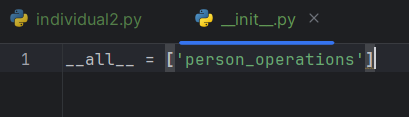 individual2.py
__init__.py
1 __all__ = ['person_operations']